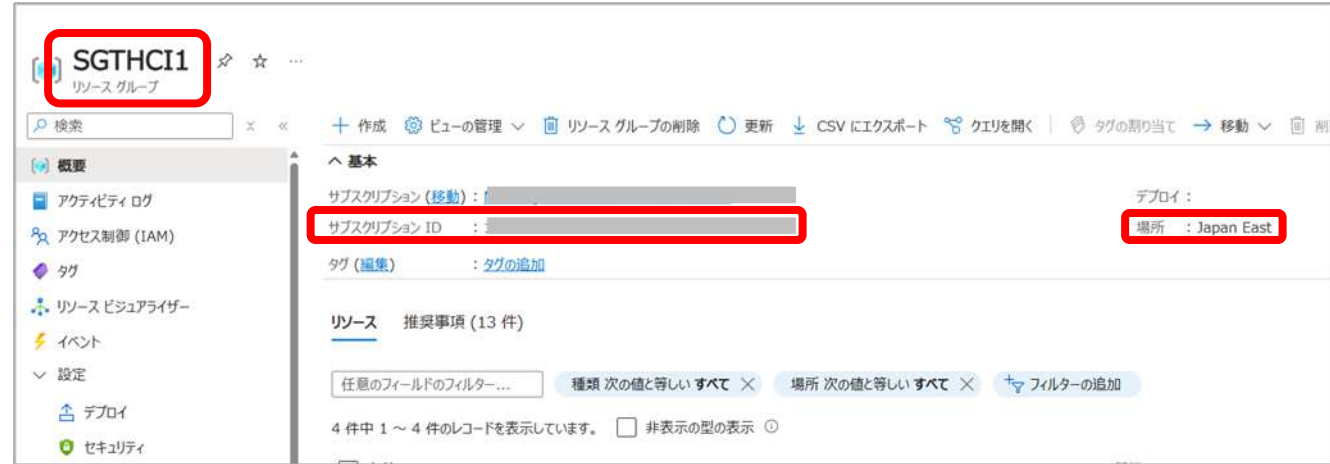 SGTHCI1
リソース グループ
検索
作成 ビューの管理 リソース グループの削除 更新 CSV にエクスポート クエリを開く タグの割り当て 移動
概要
アクティビティ ログ
アクセス制御 (IAM)
タグ
リソース ビジュアライザー
イベント
設定
デプロイ
セキュリティ
基本
サブスクリプション (移動) :
デプロイ :
サブスクリプション ID :
場所 : Japan East
タグ (編集) : タグの追加
リソース 推奨事項 (13 件)
任意のフィールドのフィルター... 種類 次の値と等しい すべて 場所 次の値と等しい すべて フィルターの追加
4 件中 1 ~ 4 件のレコードを表示しています。 非表示の型の表示